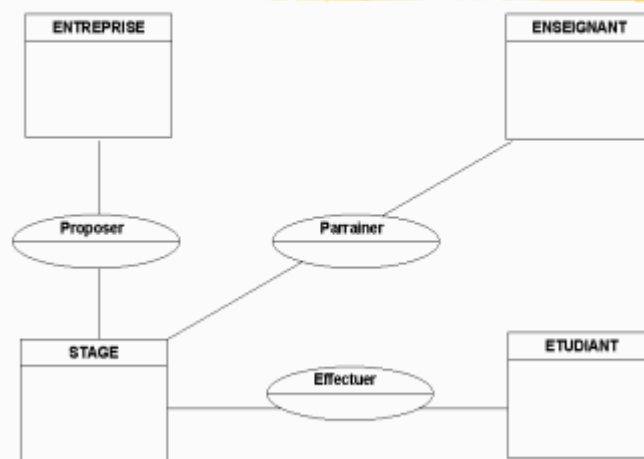 ENTREPRISE
ENSEIGNANT
Proposer
Parrainer
STAGE
ETUDIANT
Effectuer